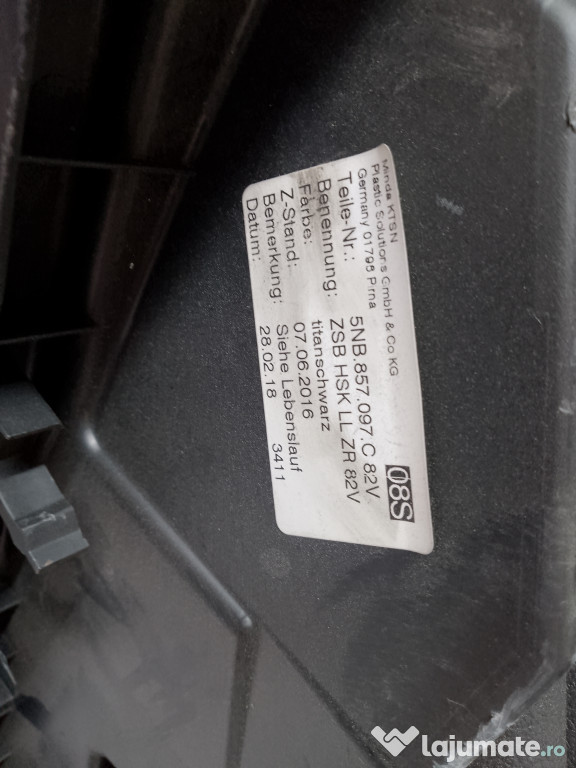 Minda KTSN
Plastic Solutions GmbH & Co KG
Germany 01796 Pirna
08S
Teile-Nr.: 5NB.857.097.C 82V
Benennung: ZSB HSK LL ZR 82V
Farbe: titanschwarz
Z-Stand: 07.06.2016
Bemerkung: Siehe Lebenslauf
Datum: 28.02.18 3411
lajumate.ro